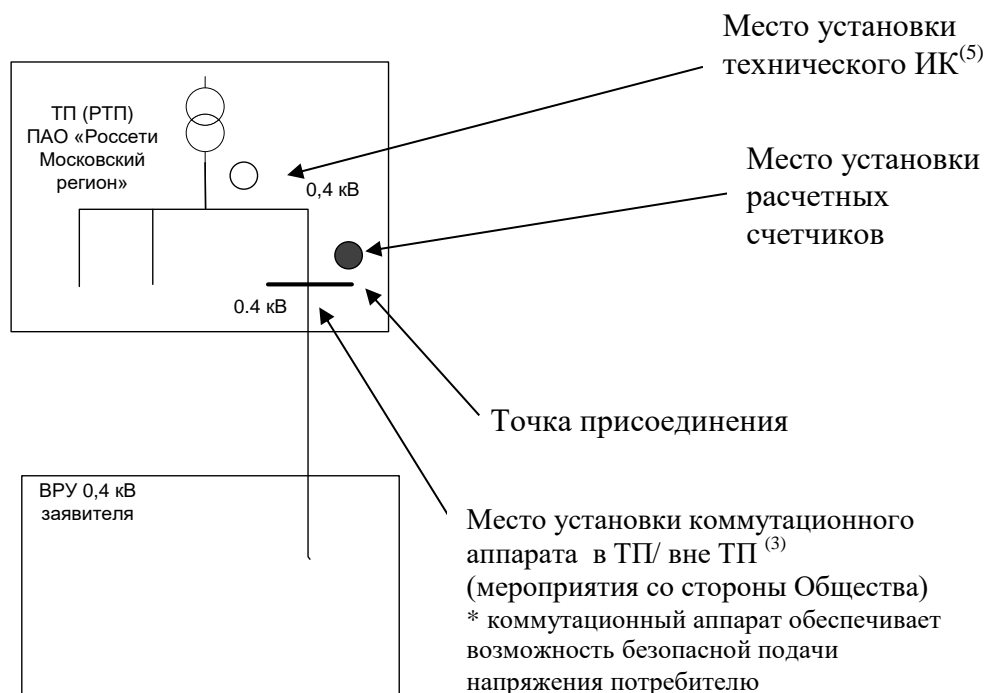 Место установки
технического ИК(5)
ТП (РТП)
ПАО «Россети
Московский
регион»
0,4 кВ
Место установки
расчетных
счетчиков
0.4 кВ
Точка присоединения
ВРУ 0,4 кВ
заявителя
Место установки коммутационного
аппарата в ТП/ вне ТП (3)
(мероприятия со стороны Общества)
* коммутационный аппарат обеспечивает
возможность безопасной подачи
напряжения потребителю